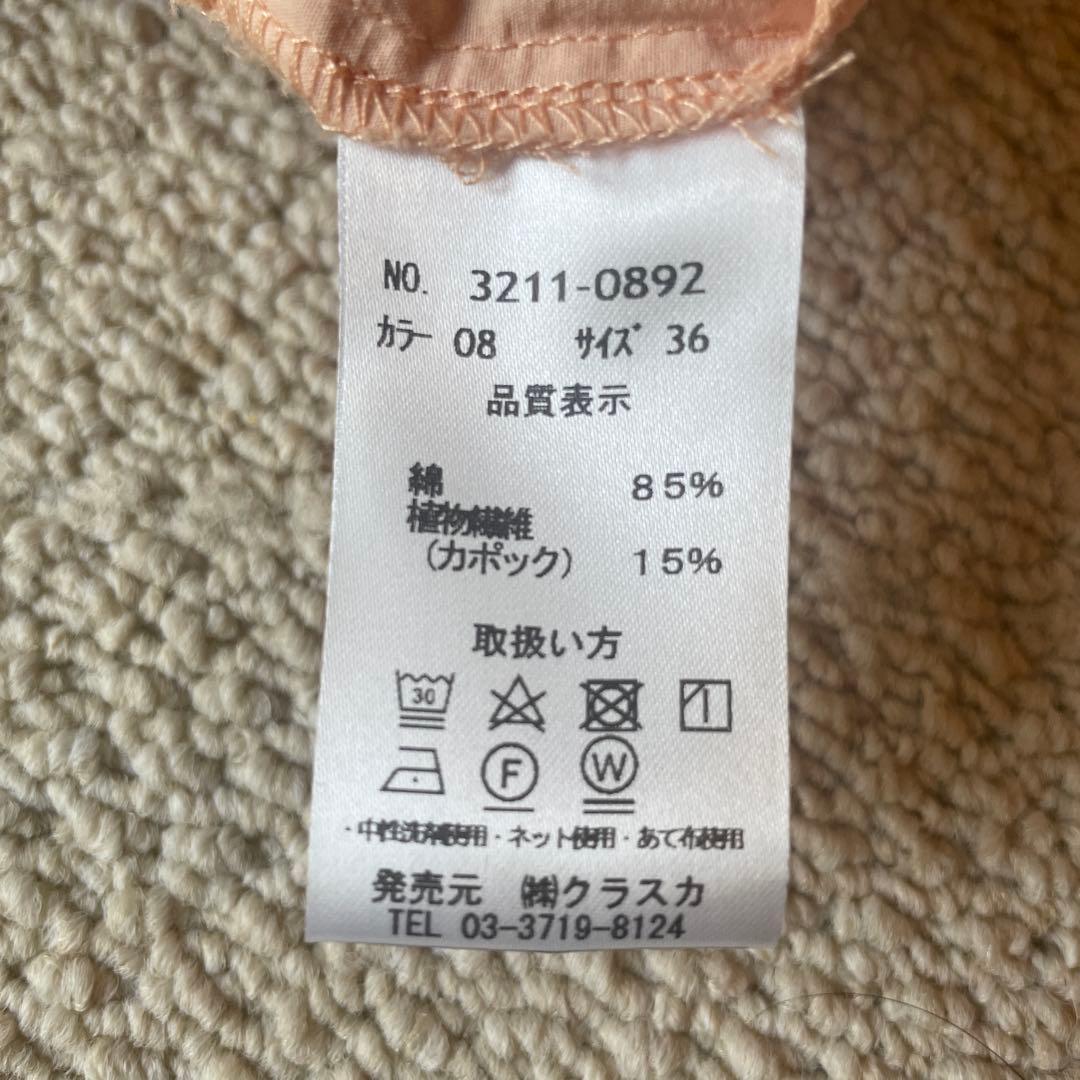 NO. 3211-0892
カラー 08 サイズ 36
品質表示
綿 85%
植物繊維
(カポック) 15%
取扱い方
30
F W
・中性洗剤使用・ネット使用・あて布使用
発売元 ㈱クラスカ
TEL 03-3719-8124